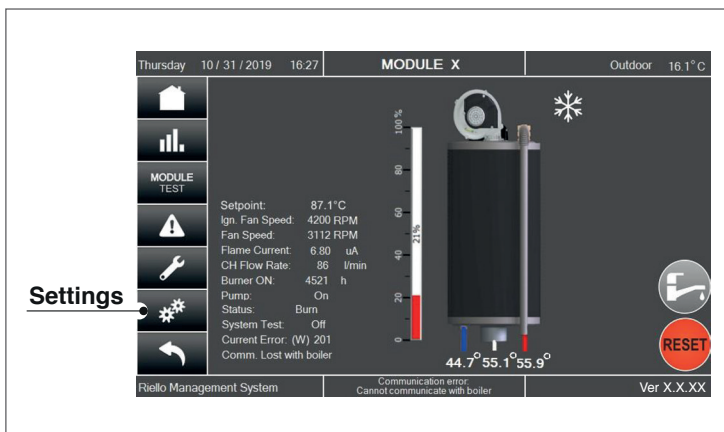 Thursday 10 / 31 / 2019 16:27 MODULE X Outdoor 16.1°C
MODULE
TEST
Settings
Setpoint: 87.1°C
Ign. Fan Speed: 4200 RPM
Fan Speed: 3112 RPM
Flame Current: 6.80 uA
CH Flow Rate: 86 l/min
Burner ON: 4521 h
Pump: On
Status: Burn
System Test: Off
Current Error: (W) 201
Comm. Lost with boiler
100 %
80
60
40
20
0
21%
44.7° 55.1° 55.9°
RESET
Riello Management System
Communication error:
Cannot communicate with boiler
Ver X.X.XX